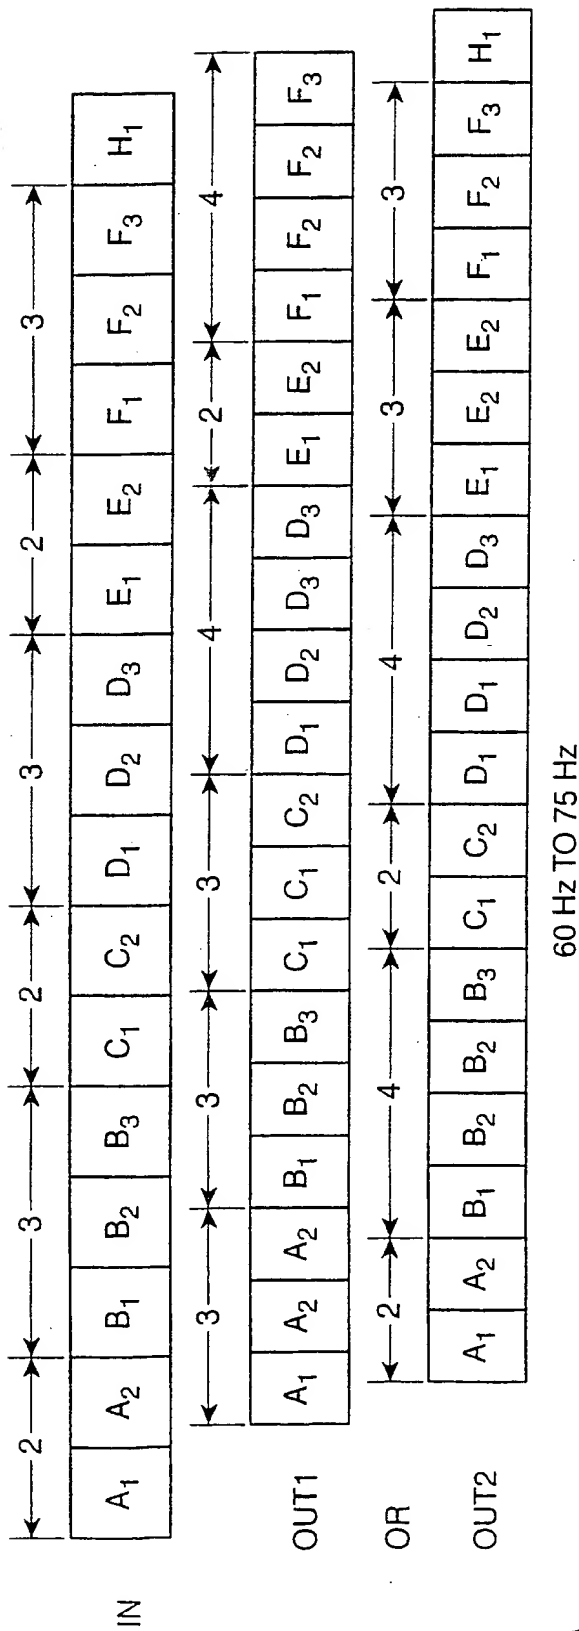 2 3 2 3 2 3
IN A₁ A₂ B₁ B₂ B₃ C₁ C₂ D₁ D₂ D₃ E₁ E₂ F₁ F₂ F₃ H₁
3 3 3 4 2 4
OUT1 A₁ A₂ A₂ B₁ B₂ B₃ C₁ C₁ C₂ D₁ D₂ D₃ D₃ E₁ E₂ F₁ F₂ F₂ F₃
OR 2 4 2 4 3 3
OUT2 A₁ A₂ B₁ B₂ B₂ B₃ C₁ C₂ D₁ D₁ D₂ D₃ E₁ E₂ E₂ F₁ F₂ F₃ H₁
60 Hz TO 75 Hz